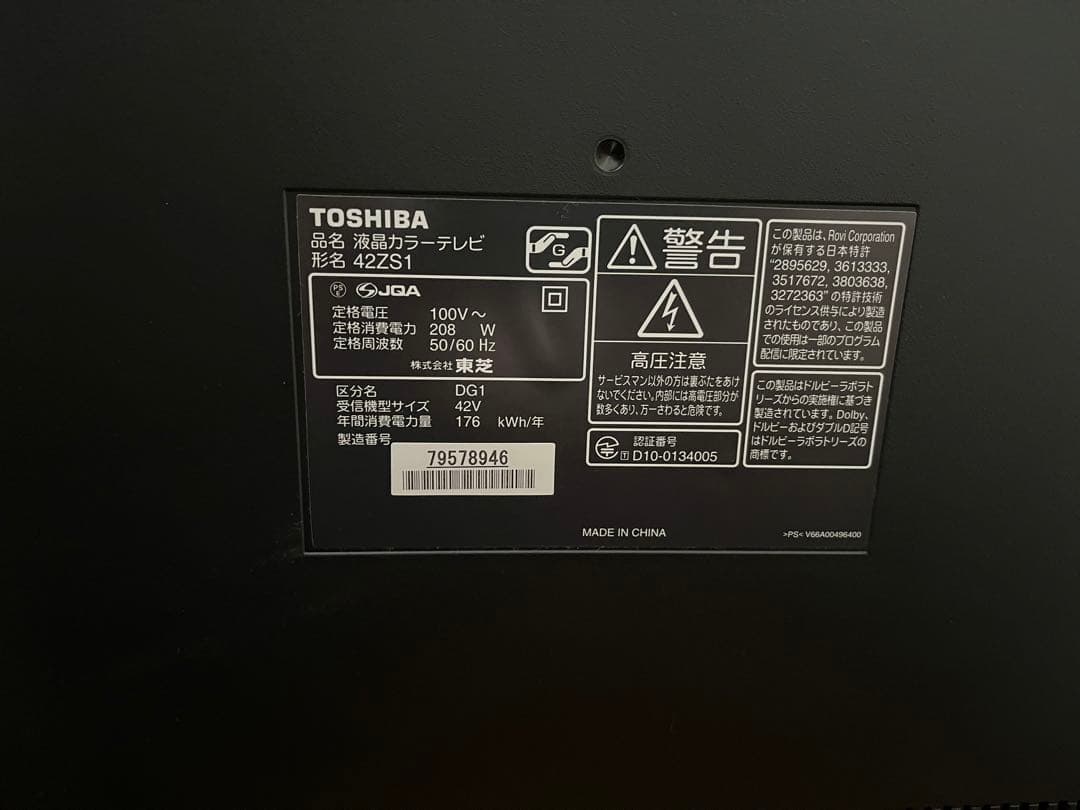 TOSHIBA
品名 液晶カラーテレビ
形名 42ZS1
G
PS
E
JQA
定格電圧 100V～
定格消費電力 208 W
定格周波数 50/60 Hz
株式会社 東芝
区分名 DG1
受信機型サイズ 42V
年間消費電力量 176 kWh/年
製造番号
79578946
警告
高圧注意
サービスマン以外の方は裏ぶたをあけ
ないでください。内部には高電圧部分が
数多くあり、万一さわると危険です。
認証番号
T D10-0134005
この製品は、Rovi Corporation
が保有する日本特許
"2895629, 3613333,
3517672, 3803638,
3272363" の特許技術
のライセンス供与により製造
されたものであり、この製品
での使用は一部のプログラム
配信に限定されています。
この製品はドルビーラボラト
リーズからの実施権に基づき
製造されています。Dolby、
ドルビーおよびダブルD記号
はドルビーラボラトリーズの
商標です。
MADE IN CHINA
>PS< V66A00496400